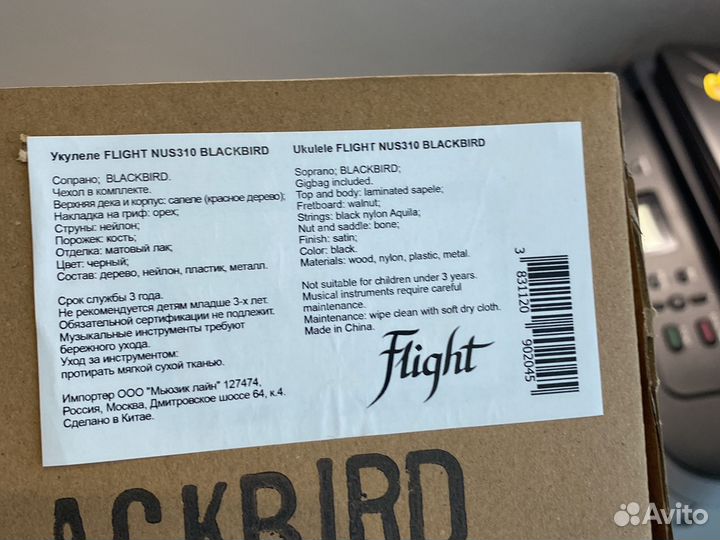 Укулеле FLIGHT NUS310 BLACKBIRD
Сопрано; BLACKBIRD.
Чехол в комплекте.
Верхняя дека и корпус: сапеле (красное дерево);
Накладка на гриф: орех;
Струны: нейлон;
Порожек: кость;
Отделка: матовый лак;
Цвет: черный;
Состав: дерево, нейлон, пластик, металл.
Срок службы 3 года.
Не рекомендуется детям младше 3-х лет.
Обязательной сертификации не подлежит.
Музыкальные инструменты требуют
бережного ухода.
Уход за инструментом:
протирать мягкой сухой тканью.
Импортер ООО "Мьюзик лайн" 127474,
Россия, Москва, Дмитровское шоссе 64, к.4.
Сделано в Китае.
Ukulele FLIGHT NUS310 BLACKBIRD
Soprano; BLACKBIRD;
Gigbag included.
Top and body: laminated sapele;
Fretboard: walnut;
Strings: black nylon Aquila;
Nut and saddle: bone;
Finish: satin;
Color: black.
Materials: wood, nylon, plastic, metal.
Not suitable for children under 3 years.
Musical instruments require careful
maintenance.
Maintenance: wipe clean with soft dry cloth.
Made in China.
Flight
3 831120 902045
ACKBIRD
Avito